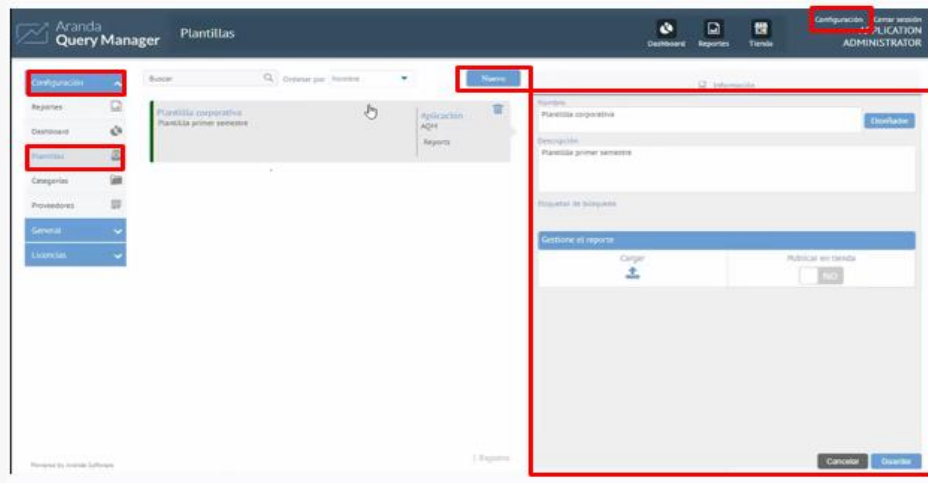 Aranda
Query Manager
Plantillas
Dashboard
Reportes
Tienda
Configuración
Cerrar sesión
APPLICATION
ADMINISTRATOR
Configuración
Reportes
Dashboard
Plantillas
Categorías
Proveedores
General
Licencias
Buscar
Ordenar por
Nombre
Nuevo
Plantilla corporativa
Plantilla primer semestre
Aplicación
AQM
Reports
Información
Nombre
Plantilla corporativa
Diseñador
Descripción
Plantilla primer semestre
Etiquetas de búsqueda
Gestione el reporte
Cargar
Publicar en tienda
NO
1 Registro
Cancelar
Guardar
Powered by Aranda Software